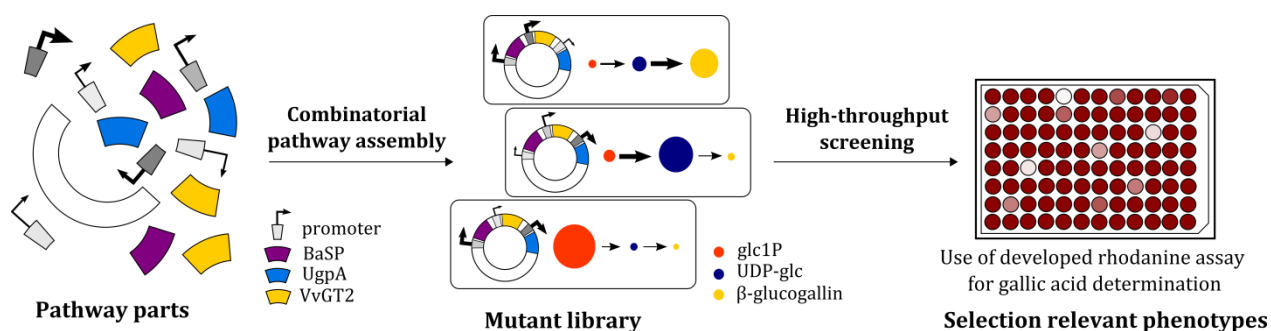 Combinatorial
pathway assembly
High-throughput
screening
promoter
BaSP
UgpA
VvGT2
glc1P
UDP-glc
β-glucogallin
Use of developed rhodanine assay
for gallic acid determination
Pathway parts
Mutant library
Selection relevant phenotypes